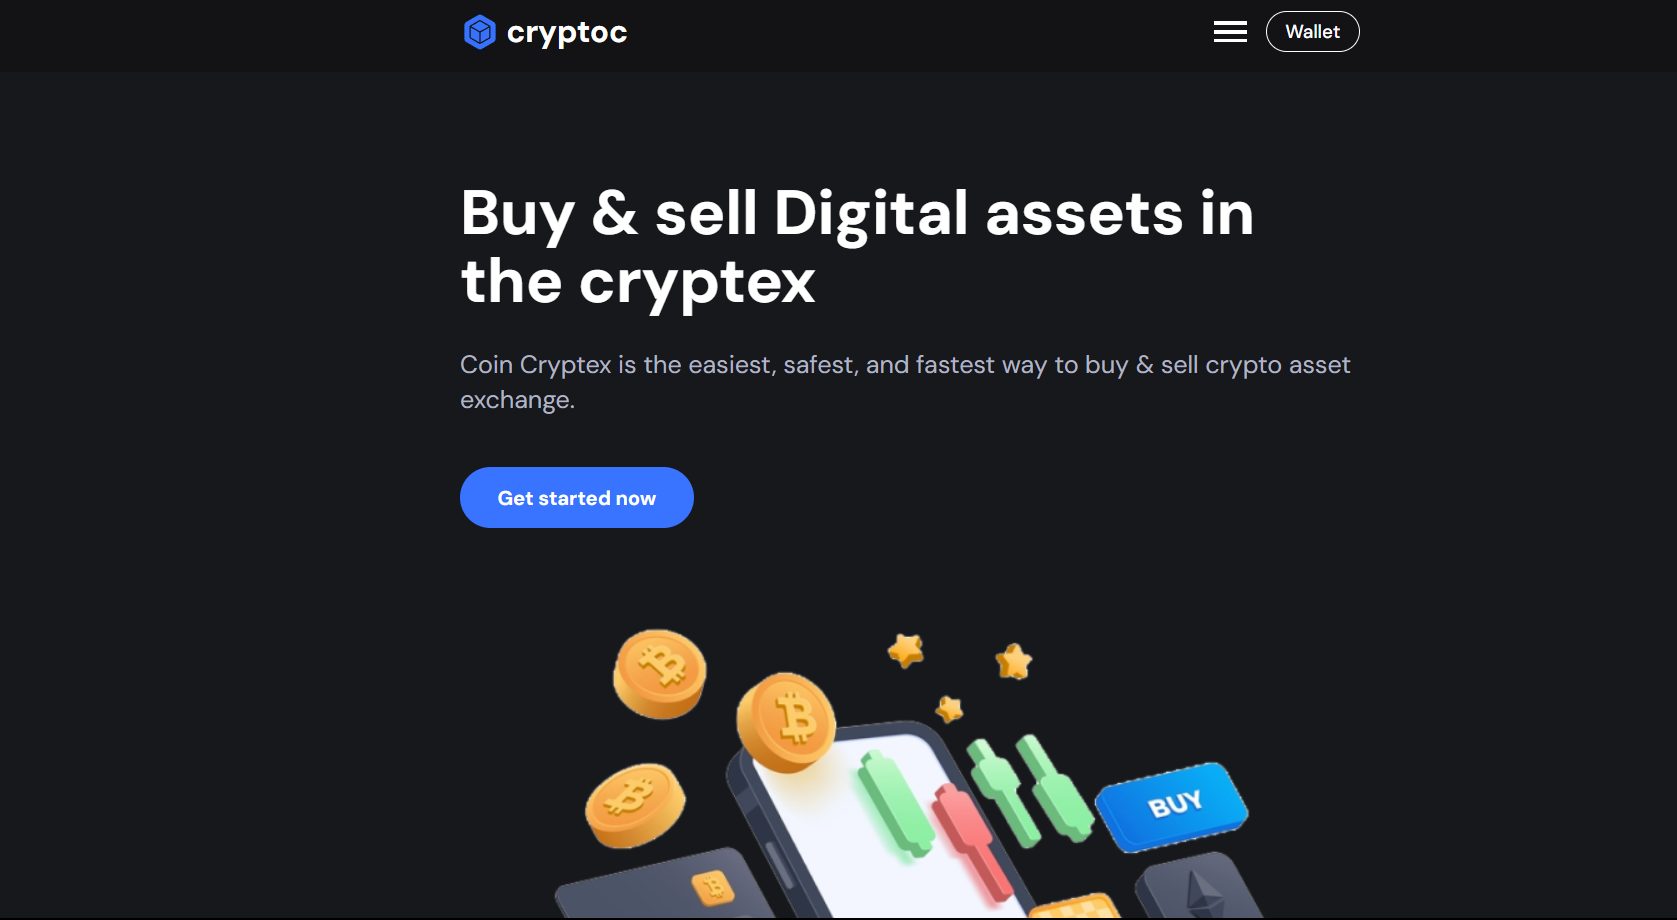 cryptoc
Wallet
Buy & sell Digital assets in
the cryptex
Coin Cryptex is the easiest, safest, and fastest way to buy & sell crypto asset
exchange.
Get started now
BUY